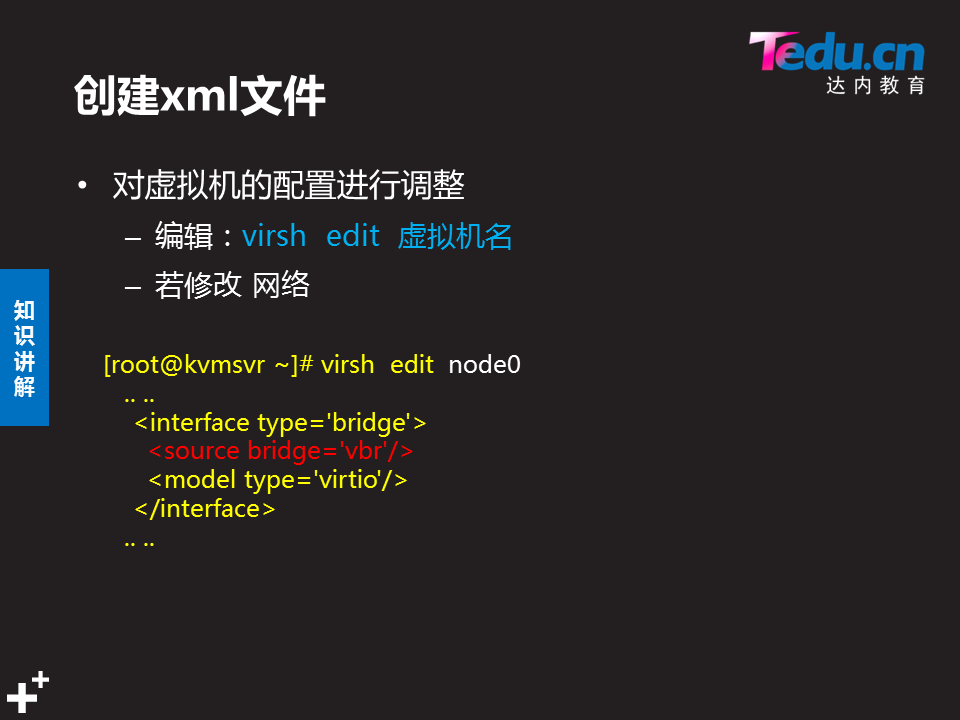 Tedu.cn
达内教育
创建xml文件
• 对虚拟机的配置进行调整
– 编辑：virsh  edit  虚拟机名
– 若修改 网络
知识讲解
[root@kvmsvr ~]# virsh  edit  node0
.. ..
<interface type='bridge'>
<source bridge='vbr'/>
<model type='virtio'/>
</interface>
.. ..